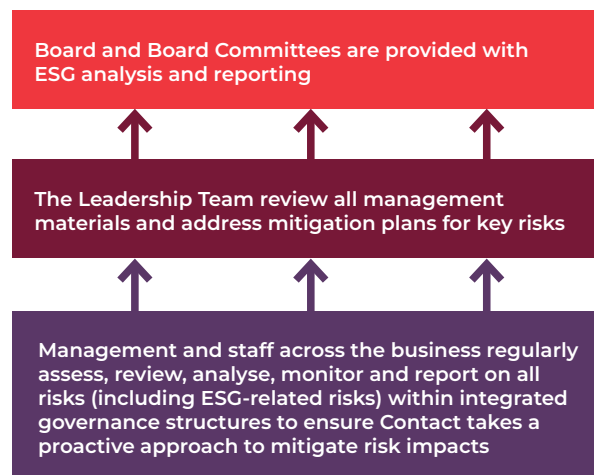 Board and Board Committees are provided with
ESG analysis and reporting
The Leadership Team review all management
materials and address mitigation plans for key risks
Management and staff across the business regularly
assess, review, analyse, monitor and report on all
risks (including ESG-related risks) within integrated
governance structures to ensure Contact takes a
proactive approach to mitigate risk impacts